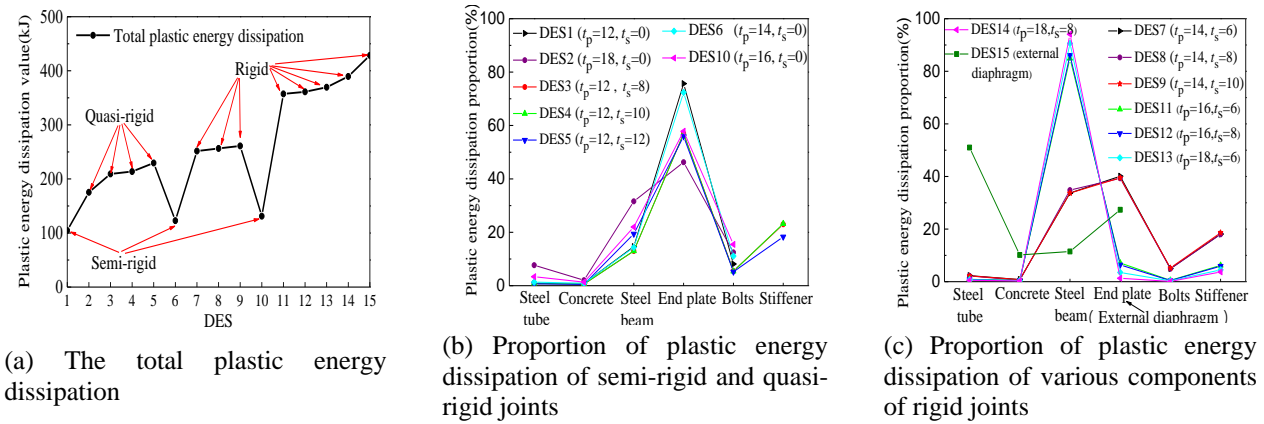 500
450
400
350
300
250
200
150
100
50
0
Plastic energy dissipation value(kJ)
Total plastic energy dissipation
Rigid
Quasi-rigid
Semi-rigid
1 2 3 4 5 6 7 8 9 10 11 12 13 14 15
DES
(a) The total plastic energy
dissipation
100
80
60
40
20
0
Plastic energy dissipation proportion(%)
DES1 (tp=12, ts=0)
DES2 (tp=18, ts=0)
DES3 (tp=12 , ts=8)
DES4 (tp=12, ts=10)
DES5 (tp=12, ts=12)
DES6 (tp=14, ts=0)
DES10 (tp=16, ts=0)
Steel Concrete Steel End plate Bolts Stiffener
tube beam
(b) Proportion of plastic energy
dissipation of semi-rigid and quasi-
rigid joints
100
80
60
40
20
0
Plastic energy dissipation proportion(%)
DES14 (tp=18,ts=8)
DES15 (external
diaphragm)
DES7 (tp=14, ts=6)
DES8 (tp=14, ts=8)
DES9 (tp=14, ts=10)
DES11 (tp=16,ts=6)
DES12 (tp=16,ts=8)
DES13 (tp=18,ts=6)
Steel Concrete Steel End plate Bolts Stiffener
tube beam ( External diaphragm )
(c) Proportion of plastic energy
dissipation of various components
of rigid joints